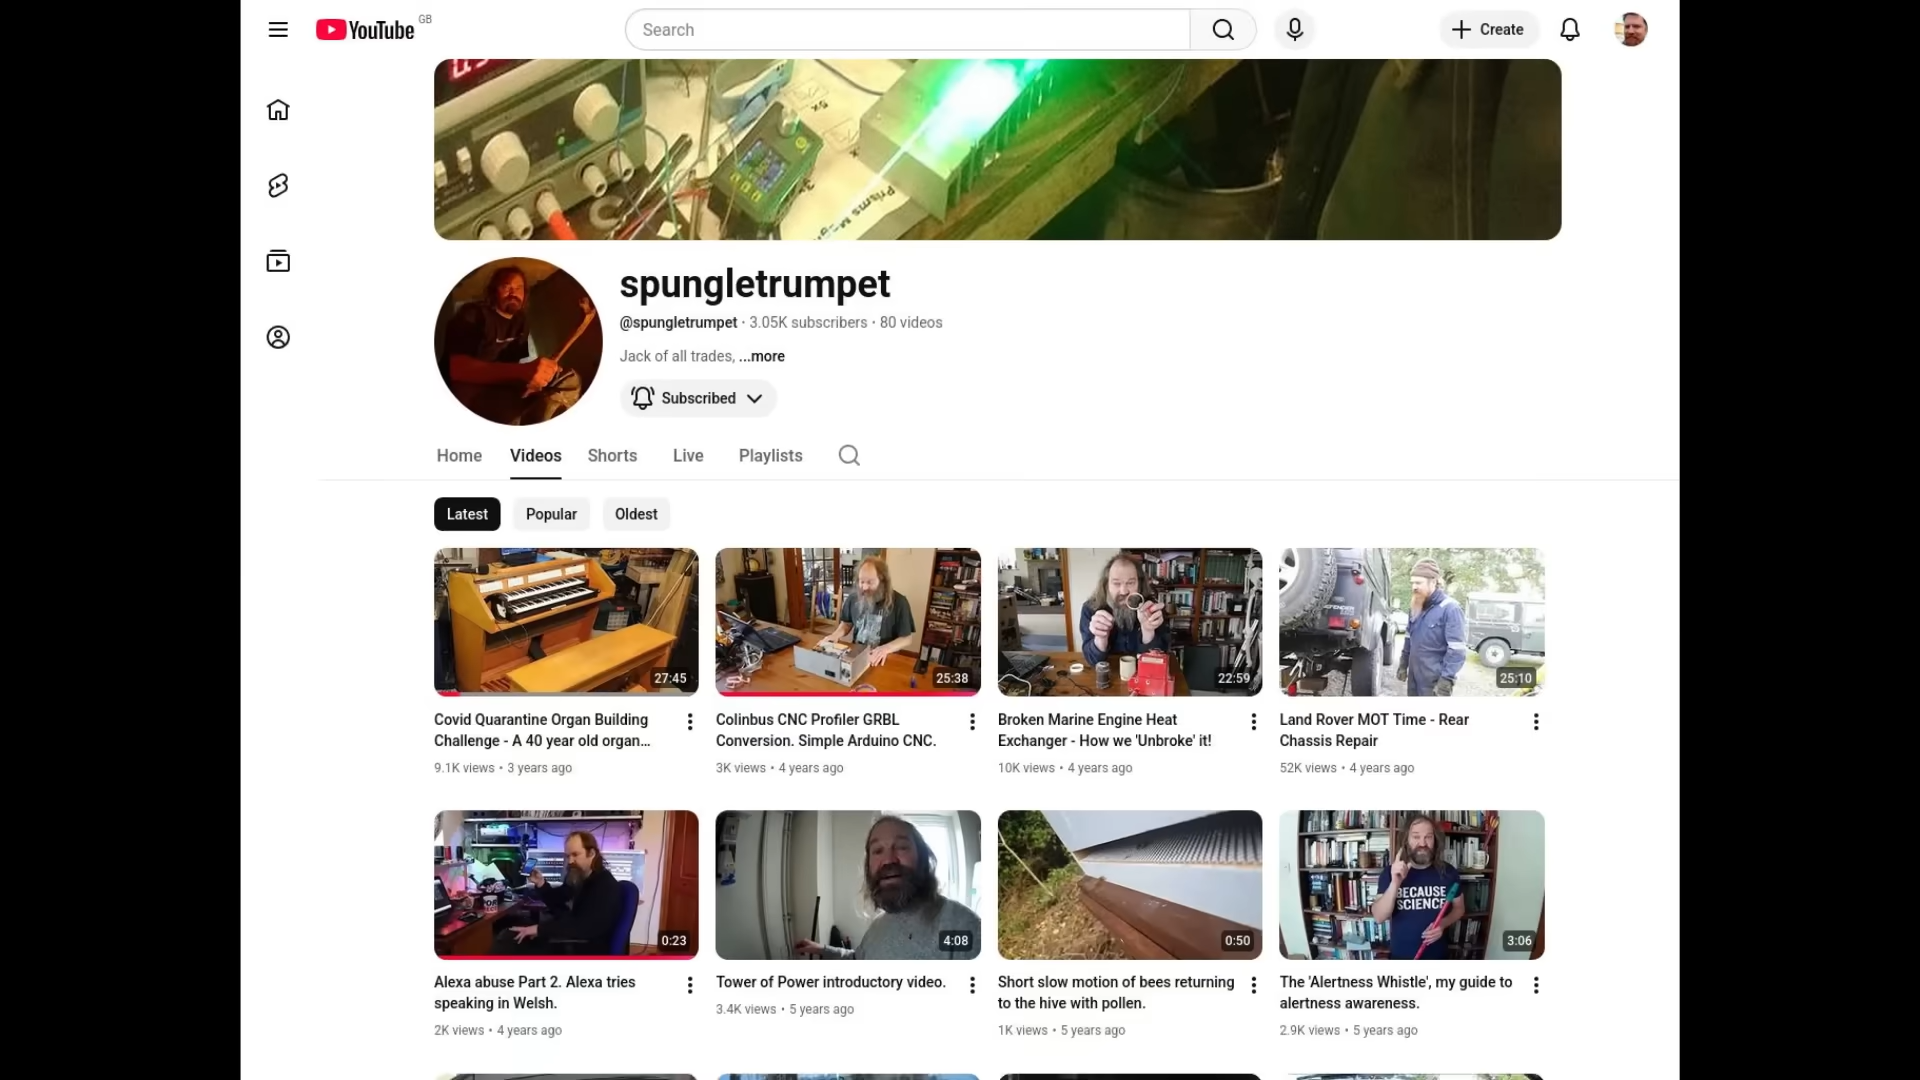 YouTube GB
Search
Create
5x
3x
Prisms Mag
spungletrumpet
@spungletrumpet · 3.05K subscribers · 80 videos
Jack of all trades, ...more
Subscribed
Home Videos Shorts Live Playlists
Latest Popular Oldest
27:45 25:38 22:59 25:10
DEFENDER
Covid Quarantine Organ Building Colinbus CNC Profiler GRBL Broken Marine Engine Heat Land Rover MOT Time - Rear
Challenge - A 40 year old organ... Conversion. Simple Arduino CNC. Exchanger - How we 'Unbroke' it! Chassis Repair
9.1K views • 3 years ago 3K views • 4 years ago 10K views • 4 years ago 52K views • 4 years ago
BECAUSE
SCIENCE
0:23 4:08 0:50 3:06
Alexa abuse Part 2. Alexa tries Tower of Power introductory video. Short slow motion of bees returning The 'Alertness Whistle', my guide to
speaking in Welsh. to the hive with pollen. alertness awareness.
2K views • 4 years ago 3.4K views • 5 years ago 1K views • 5 years ago 2.9K views • 5 years ago